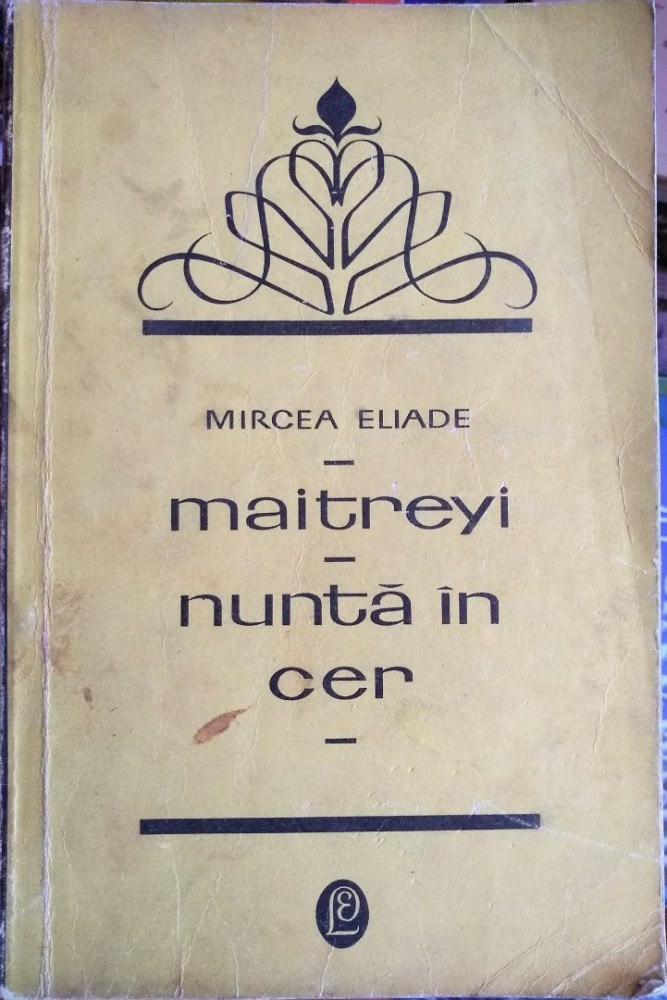 MIRCEA ELIADE
maitreyi
nuntă în
cer